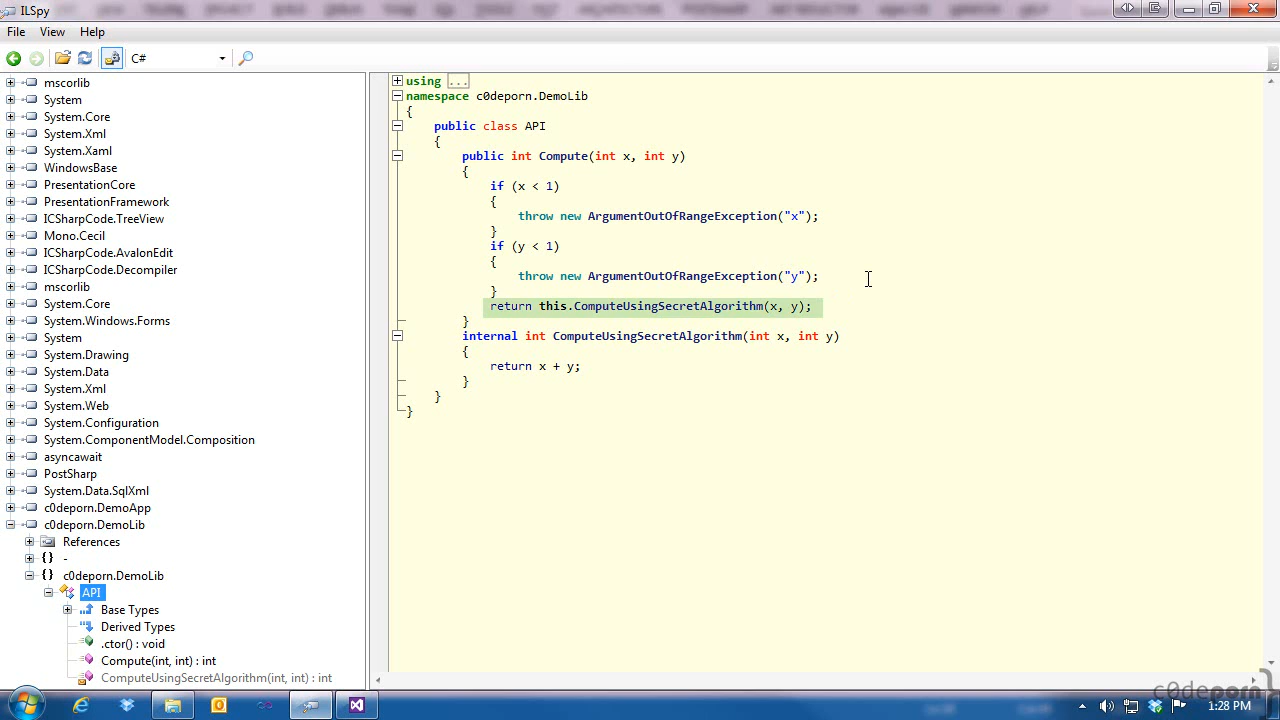 ILSpy
File View Help
C#
mscorlib
System
System.Core
System.Xml
System.Xaml
WindowsBase
PresentationCore
PresentationFramework
ICSharpCode.TreeView
Mono.Cecil
ICSharpCode.AvalonEdit
ICSharpCode.Decompiler
mscorlib
System.Core
System.Windows.Forms
System
System.Drawing
System.Data
System.Xml
System.Web
System.Configuration
System.ComponentModel.Composition
asyncawait
PostSharp
System.Data.SqlXml
c0deporn.DemoApp
c0deporn.DemoLib
References
{} -
{} c0deporn.DemoLib
API
Base Types
Derived Types
.ctor() : void
Compute(int, int) : int
ComputeUsingSecretAlgorithm(int, int) : int
using ...
namespace c0deporn.DemoLib
{
public class API
{
public int Compute(int x, int y)
{
if (x < 1)
{
throw new ArgumentOutOfRangeException("x");
}
if (y < 1)
{
throw new ArgumentOutOfRangeException("y");
}
return this.ComputeUsingSecretAlgorithm(x, y);
}
internal int ComputeUsingSecretAlgorithm(int x, int y)
{
return x + y;
}
}
}
c0deporn}
1:28 PM